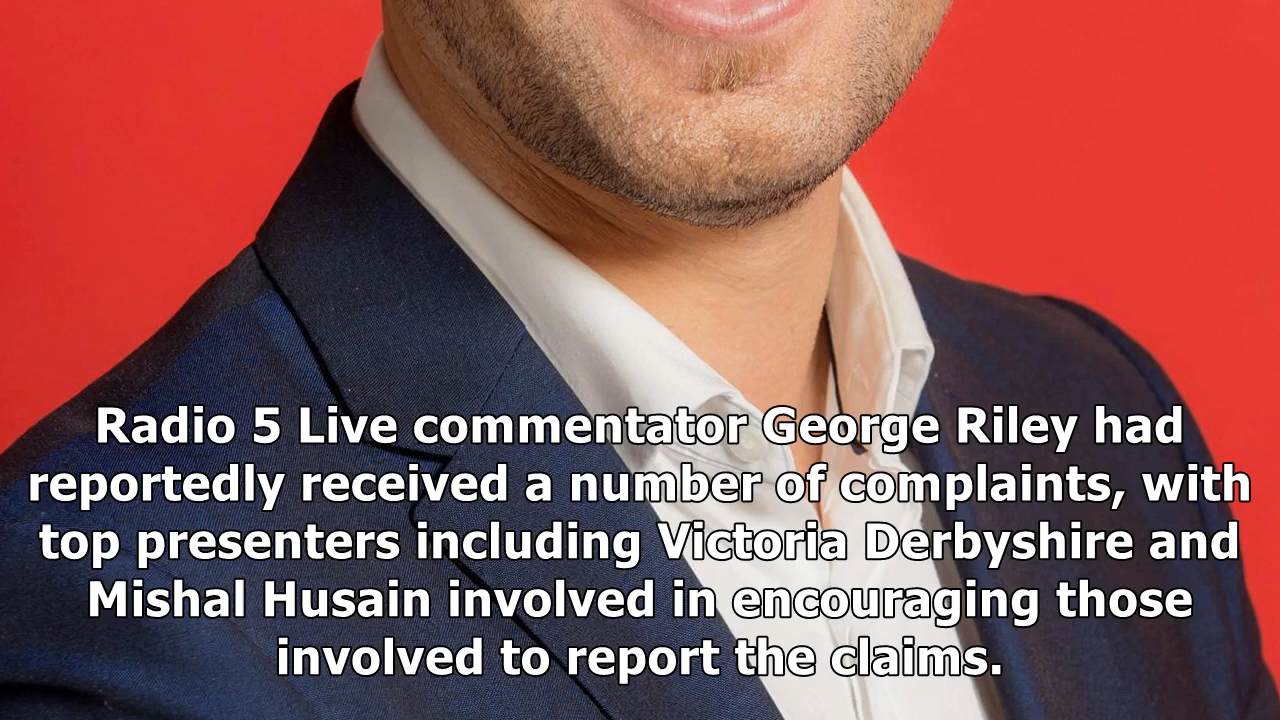 Radio 5 Live commentator George Riley had
reportedly received a number of complaints, with
top presenters including Victoria Derbyshire and
Mishal Husain involved in encouraging those
involved to report the claims.